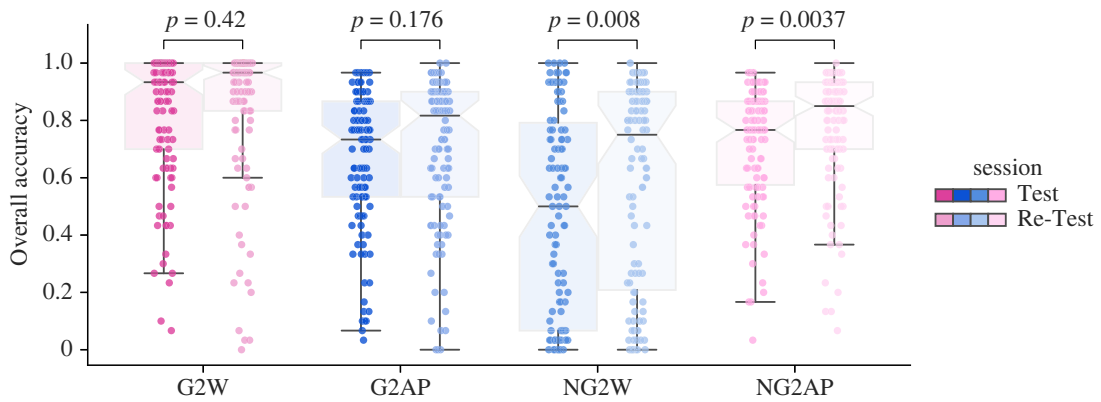 p = 0.42
p = 0.176
p = 0.008
p = 0.0037
Overall accuracy
1.0
0.8
0.6
0.4
0.2
0
G2W
G2AP
NG2W
NG2AP
session
Test
Re-Test